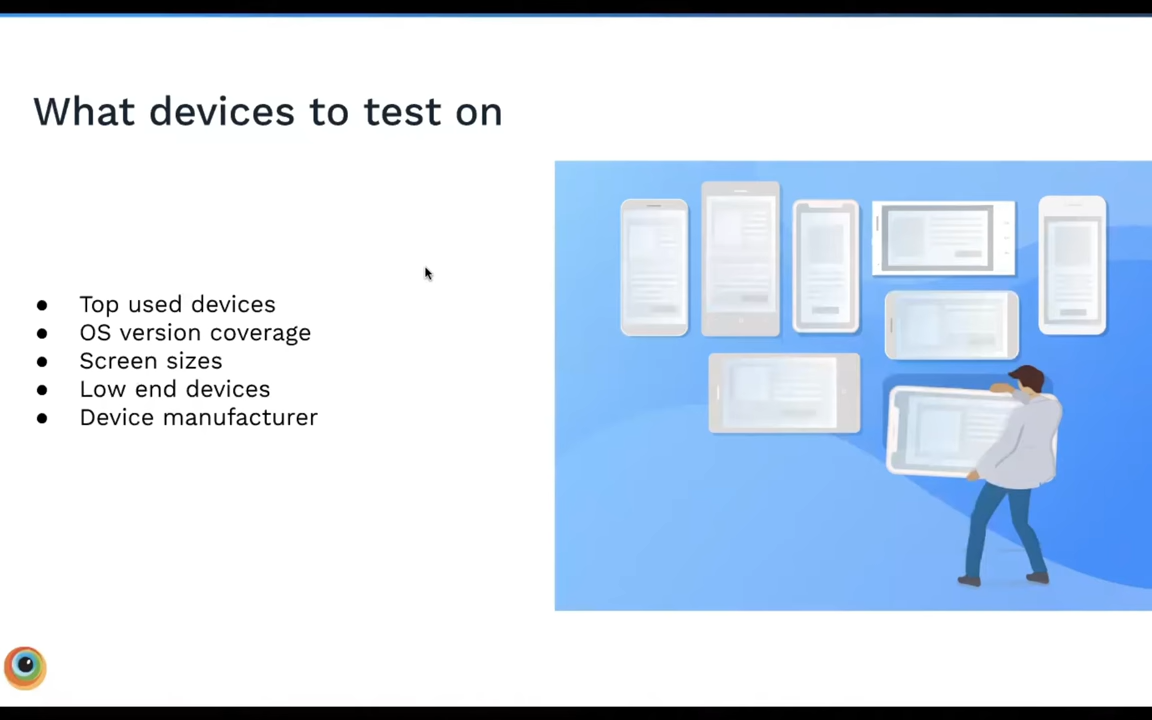 What devices to test on
● Top used devices
● OS version coverage
● Screen sizes
● Low end devices
● Device manufacturer